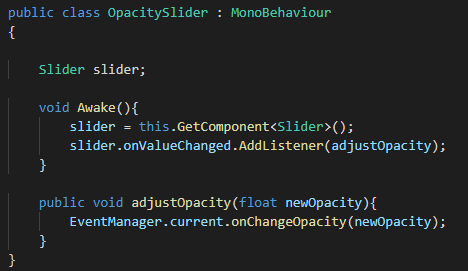 public class OpacitySlider : MonoBehaviour
{
Slider slider;
void Awake(){
slider = this.GetComponent<Slider>();
slider.onValueChanged.AddListener(adjustOpacity);
}
public void adjustOpacity(float newOpacity){
EventManager.current.onChangeOpacity(newOpacity);
}
}